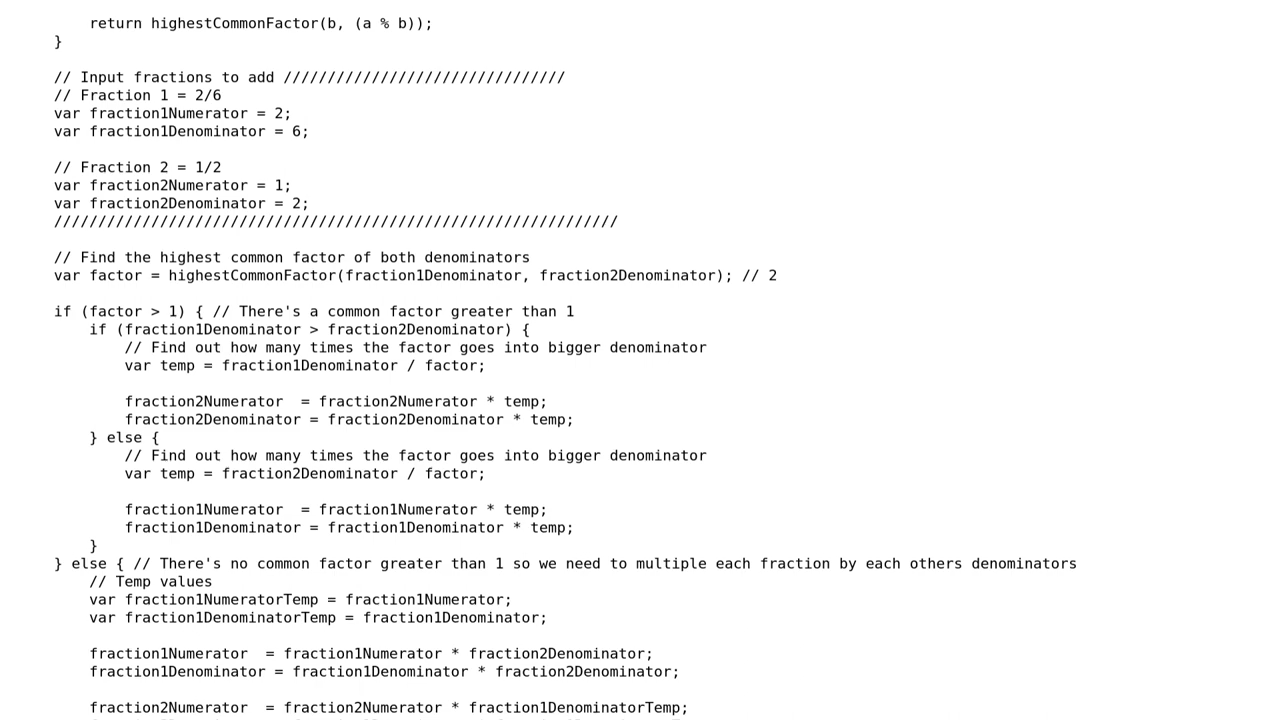 return highestCommonFactor(b, (a % b));
}
// Input fractions to add ////////////////////////////////
// Fraction 1 = 2/6
var fraction1Numerator = 2;
var fraction1Denominator = 6;
// Fraction 2 = 1/2
var fraction2Numerator = 1;
var fraction2Denominator = 2;
////////////////////////////////////////////////////////////////
// Find the highest common factor of both denominators
var factor = highestCommonFactor(fraction1Denominator, fraction2Denominator); // 2
if (factor > 1) { // There's a common factor greater than 1
if (fraction1Denominator > fraction2Denominator) {
// Find out how many times the factor goes into bigger denominator
var temp = fraction1Denominator / factor;
fraction2Numerator  = fraction2Numerator * temp;
fraction2Denominator = fraction2Denominator * temp;
} else {
// Find out how many times the factor goes into bigger denominator
var temp = fraction2Denominator / factor;
fraction1Numerator  = fraction1Numerator * temp;
fraction1Denominator = fraction1Denominator * temp;
}
} else { // There's no common factor greater than 1 so we need to multiple each fraction by each others denominators
// Temp values
var fraction1NumeratorTemp = fraction1Numerator;
var fraction1DenominatorTemp = fraction1Denominator;
fraction1Numerator  = fraction1Numerator * fraction2Denominator;
fraction1Denominator = fraction1Denominator * fraction2Denominator;
fraction2Numerator  = fraction2Numerator * fraction1DenominatorTemp;